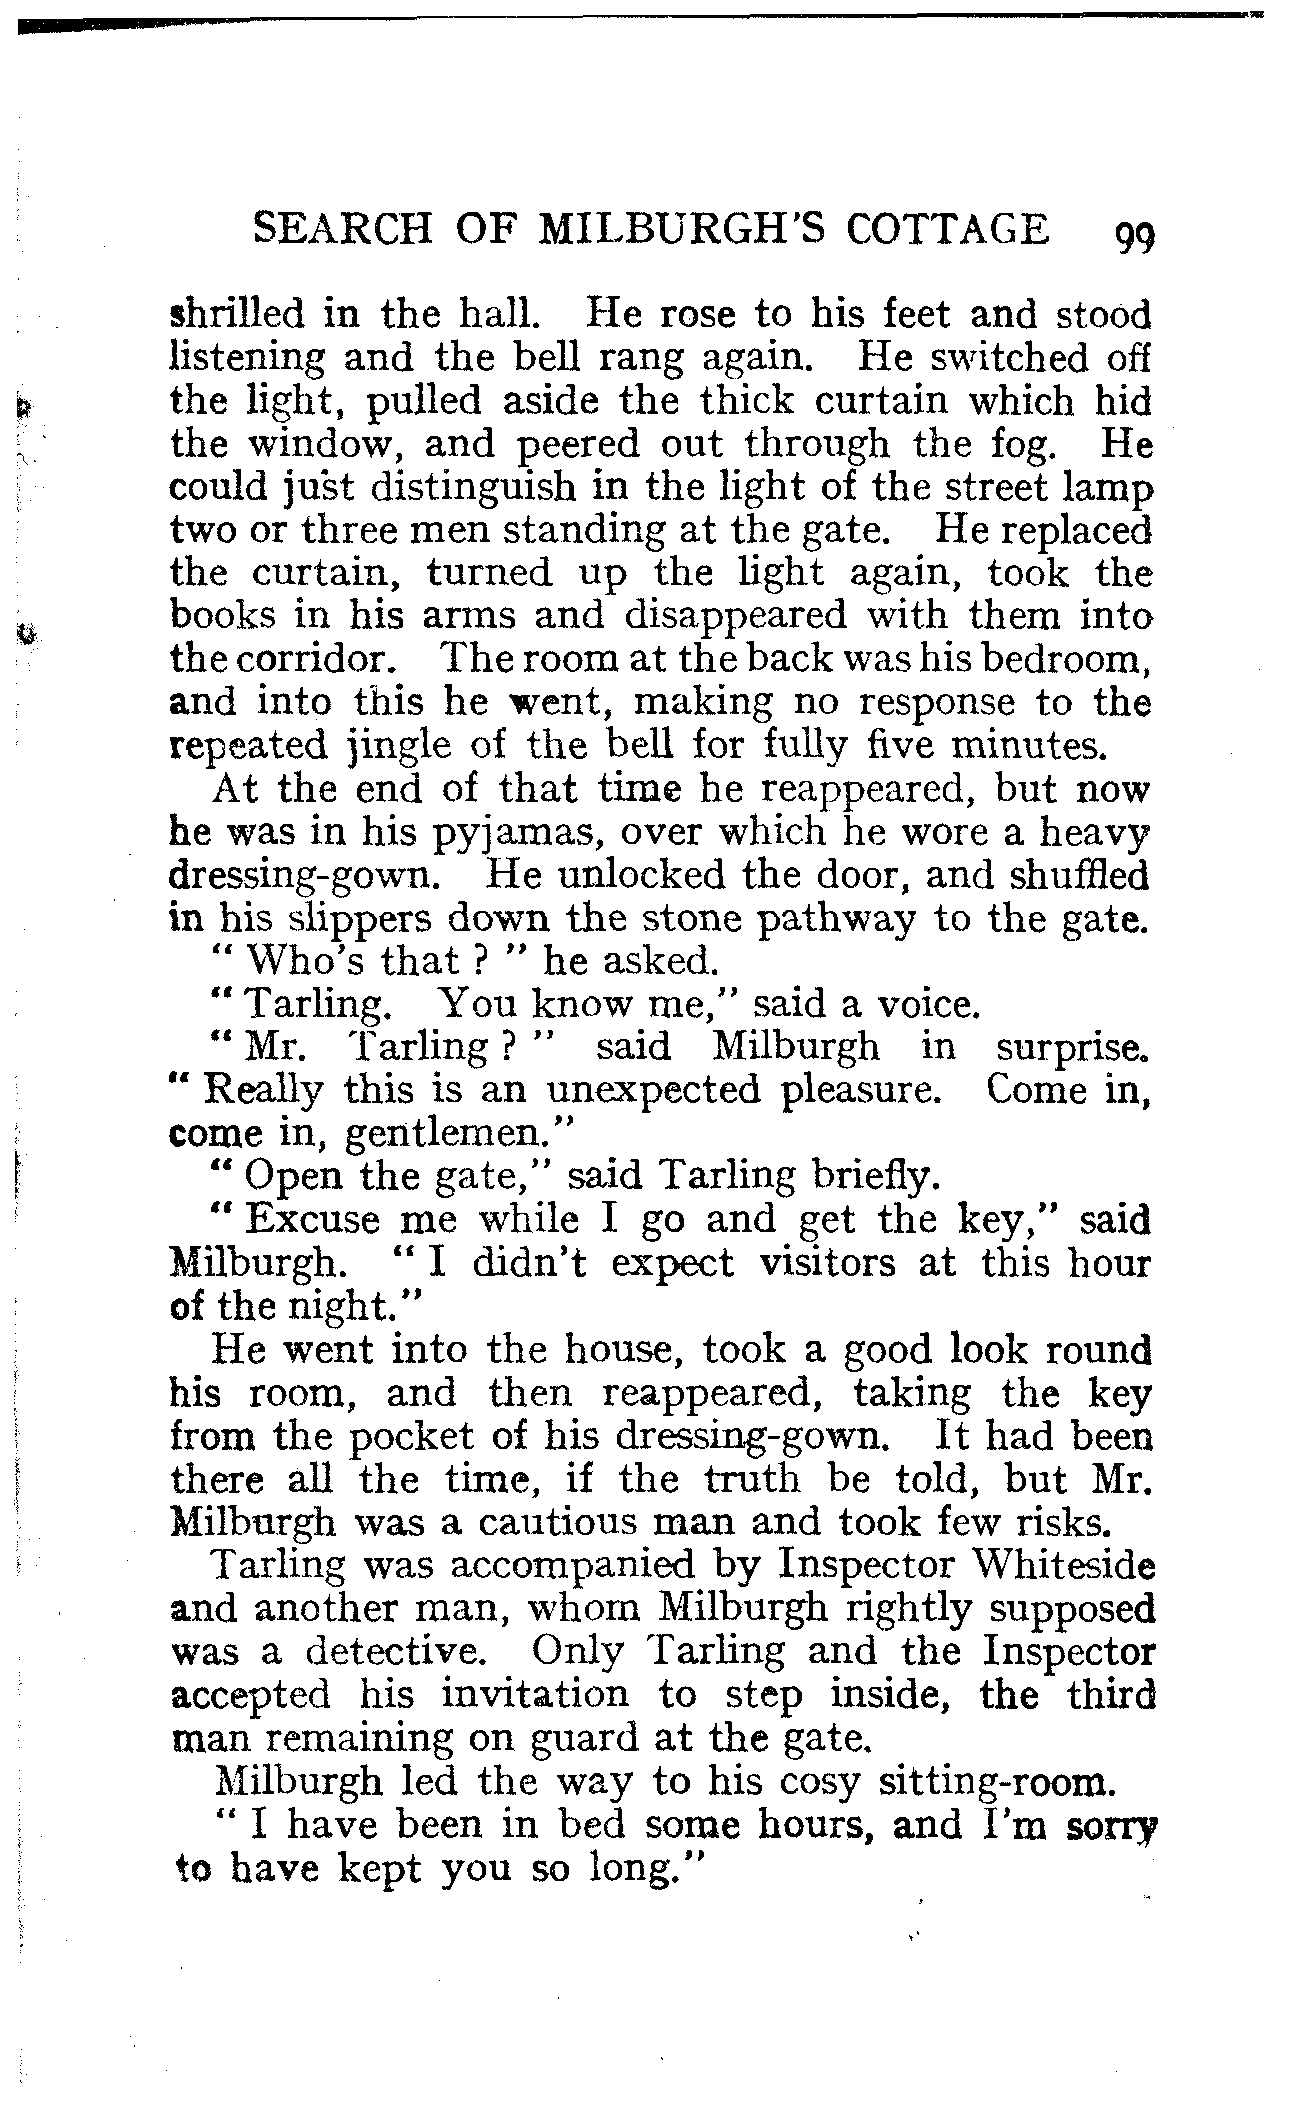 SEARCH OF MILBURGH'S COTTAGE 99
shrilled in the hall. He rose to his feet and stood
listening and the bell rang again. He switched off
the light, pulled aside the thick curtain which hid
the window, and peered out through the fog. He
could just distinguish in the light of the street lamp
two or three men standing at the gate. He replaced
the curtain, turned up the light again, took the
books in his arms and disappeared with them into
the corridor. The room at the back was his bedroom,
and into this he went, making no response to the
repeated jingle of the bell for fully five minutes.
At the end of that time he reappeared, but now
he was in his pyjamas, over which he wore a heavy
dressing-gown. He unlocked the door, and shuffled
in his slippers down the stone pathway to the gate.
" Who's that ? " he asked.
" Tarling. You know me," said a voice.
" Mr. Tarling ? " said Milburgh in surprise.
" Really this is an unexpected pleasure. Come in,
come in, gentlemen."
" Open the gate," said Tarling briefly.
" Excuse me while I go and get the key," said
Milburgh. " I didn't expect visitors at this hour
of the night."
He went into the house, took a good look round
his room, and then reappeared, taking the key
from the pocket of his dressing-gown. It had been
there all the time, if the truth be told, but Mr.
Milburgh was a cautious man and took few risks.
Tarling was accompanied by Inspector Whiteside
and another man, whom Milburgh rightly supposed
was a detective. Only Tarling and the Inspector
accepted his invitation to step inside, the third
man remaining on guard at the gate.
Milburgh led the way to his cosy sitting-room.
" I have been in bed some hours, and I'm sorry
to have kept you so long."